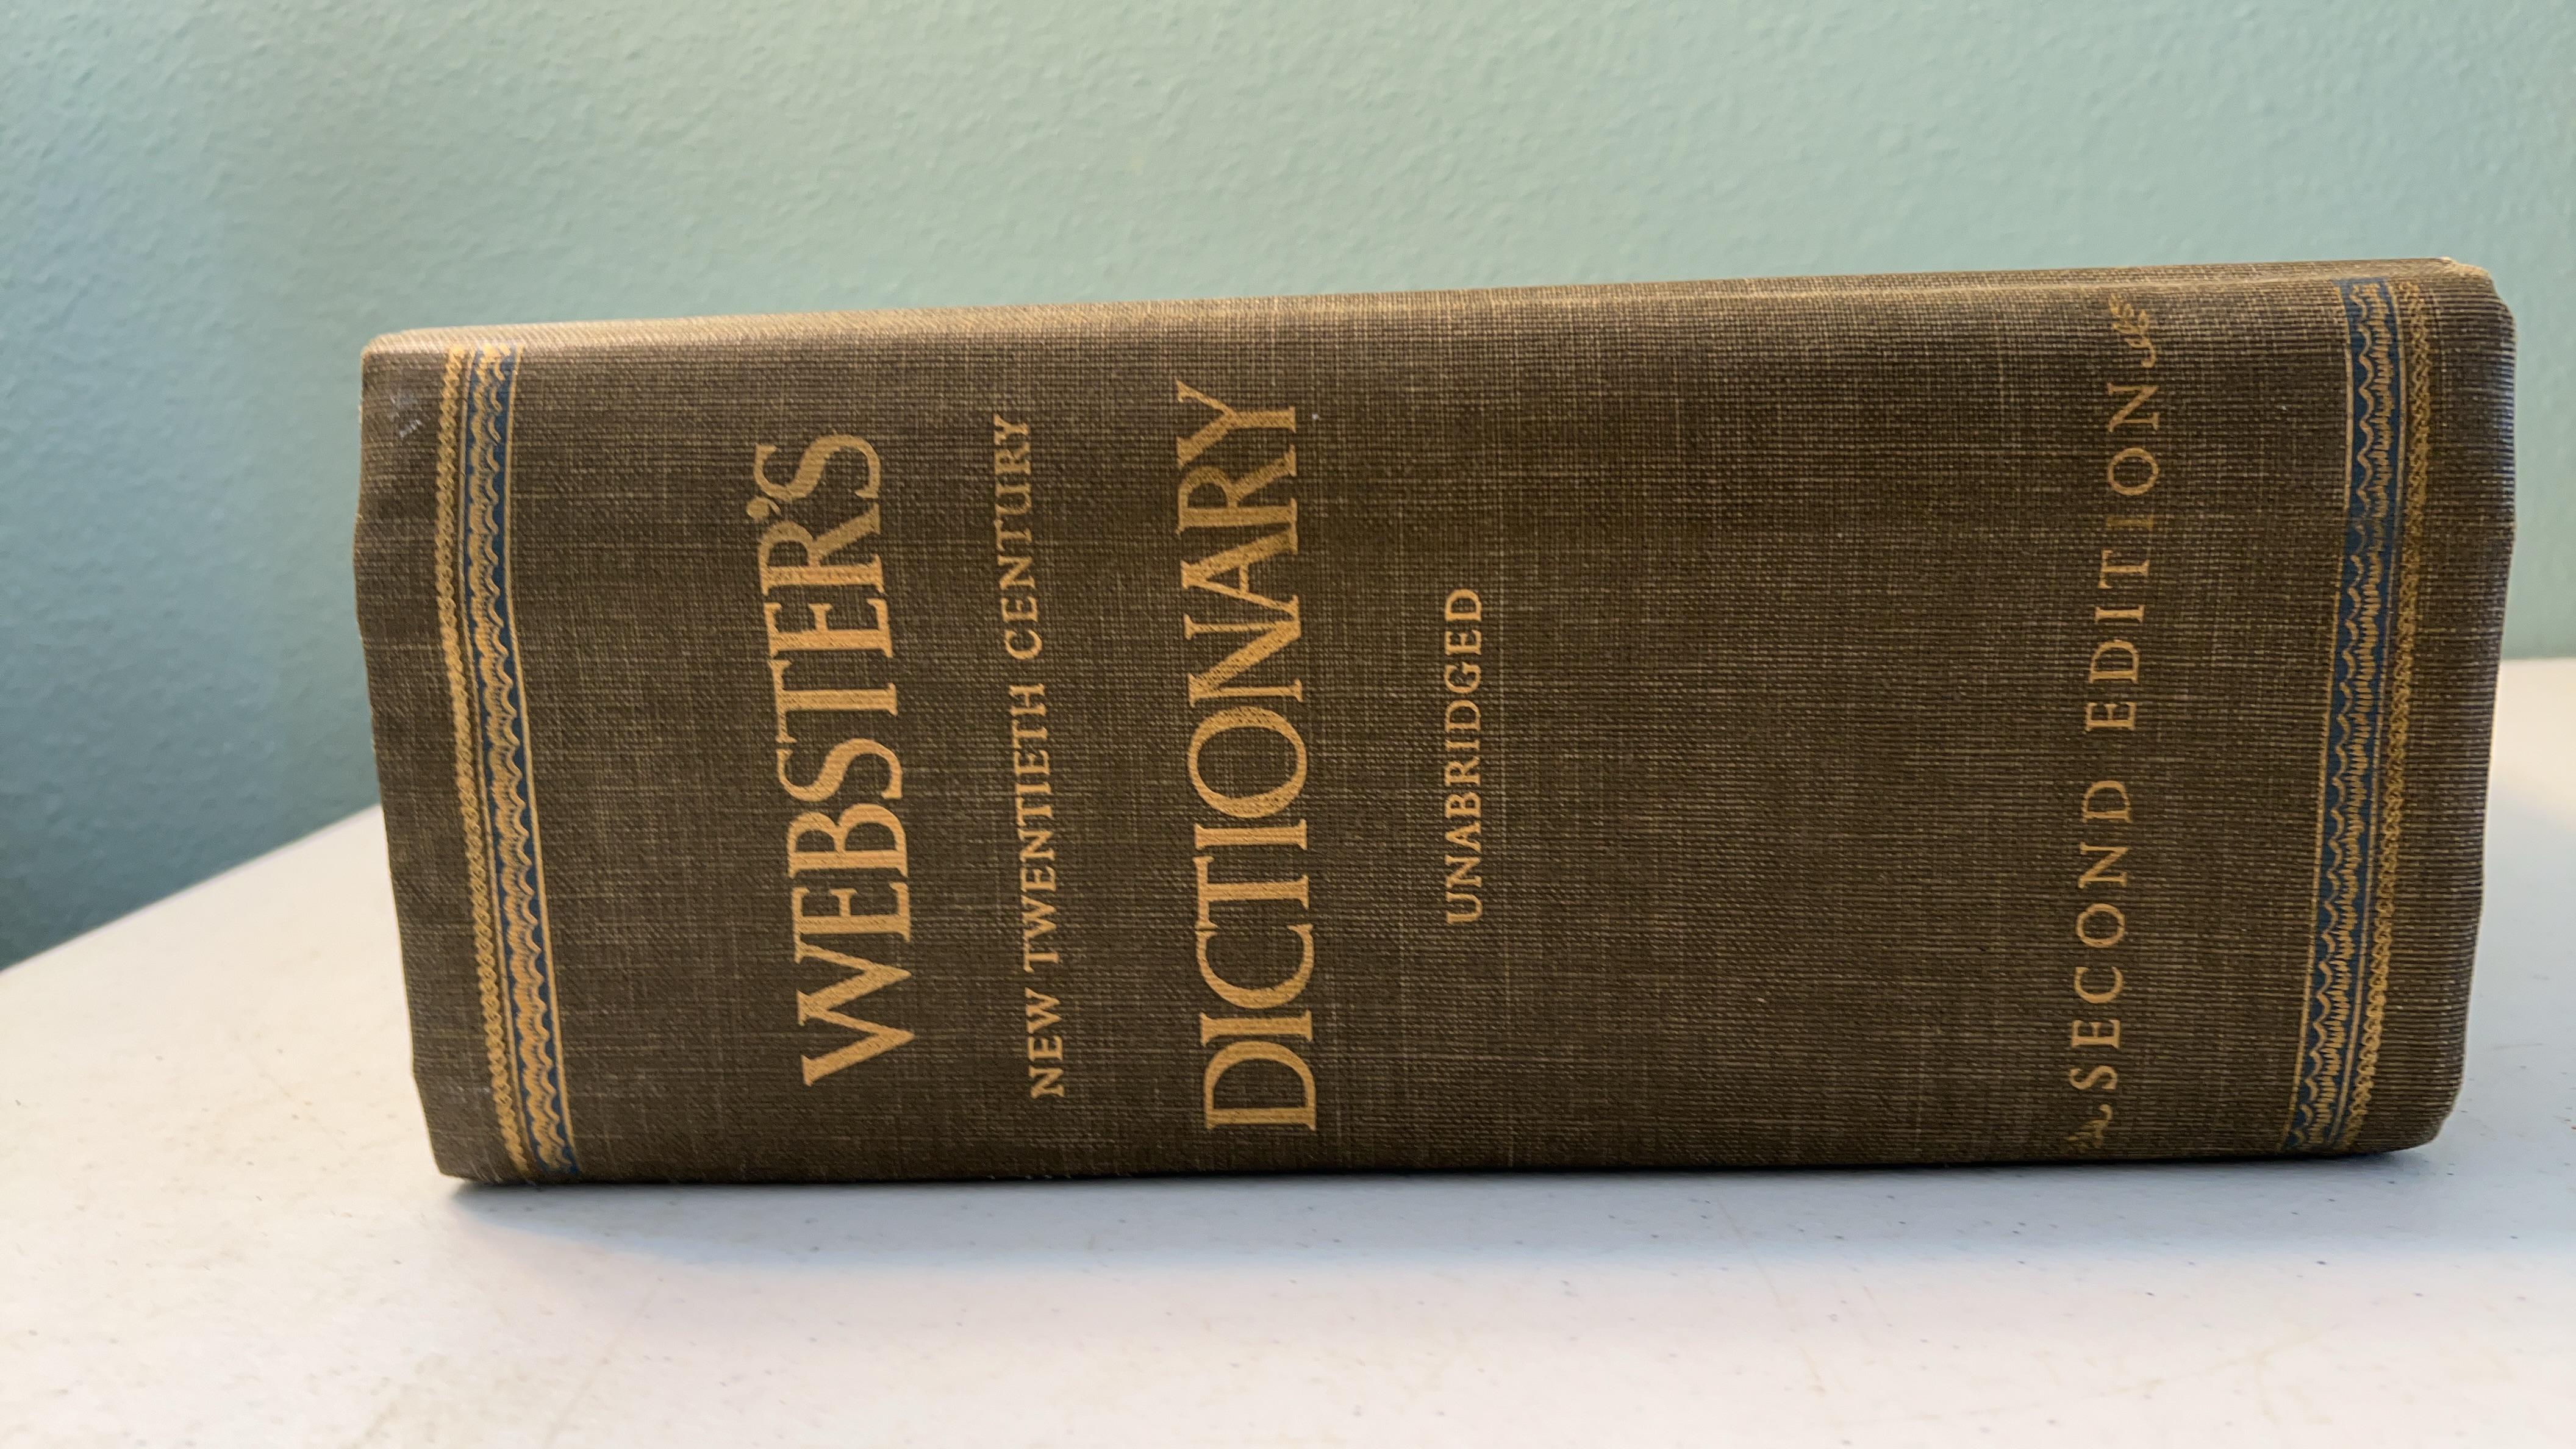 WEBSTER'S
NEW TWENTIETH CENTURY
DICTIONARY
UNABRIDGED
SECOND EDITION